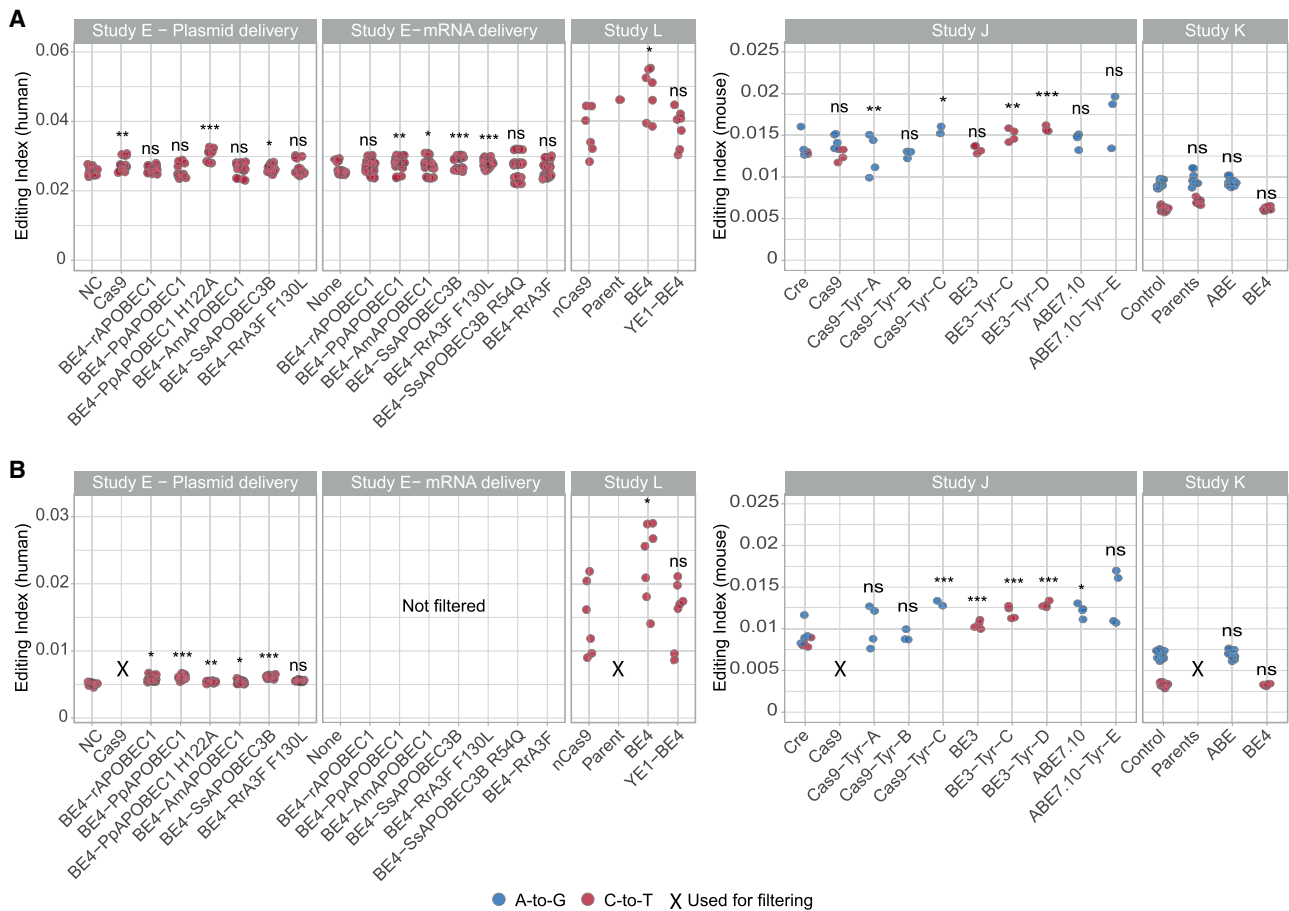 A
Study E − Plasmid delivery
Study E− mRNA delivery
Study L
Study J
Study K
Editing Index (human)
0.06
0.04
0.02
0
** ns ns *** ns * ns
ns ** * *** *** ns ns
* ns
NC
Cas9
BE4−rAPOBEC1
BE4−PpAPOBEC1
BE4−PpAPOBEC1 H122A
BE4−AmAPOBEC1
BE4−SsAPOBEC3B
BE4−RrA3F F130L
None
BE4−rAPOBEC1
BE4−PpAPOBEC1
BE4−AmAPOBEC1
BE4−SsAPOBEC3B
BE4−RrA3F F130L
BE4−SsAPOBEC3B R54Q
BE4−RrA3F
nCas9
Parent
BE4
YE1−BE4
Editing Index (mouse)
0.025
0.02
0.015
0.01
0.005
0
ns ** ns * ns ** *** ns ns
ns ns ns
Cre
Cas9
Cas9−Tyr−A
Cas9−Tyr−B
Cas9−Tyr−C
BE3
BE3−Tyr−C
BE3−Tyr−D
ABE7.10
ABE7.10−Tyr−E
Control
Parents
ABE
BE4
B
Study E − Plasmid delivery
Study E− mRNA delivery
Study L
Study J
Study K
Editing Index (human)
0.03
0.02
0.01
0
X * *** ** * *** ns
Not filtered
X * ns
NC
Cas9
BE4−rAPOBEC1
BE4−PpAPOBEC1
BE4−PpAPOBEC1 H122A
BE4−AmAPOBEC1
BE4−SsAPOBEC3B
BE4−RrA3F F130L
None
BE4−rAPOBEC1
BE4−PpAPOBEC1
BE4−AmAPOBEC1
BE4−SsAPOBEC3B
BE4−RrA3F F130L
BE4−SsAPOBEC3B R54Q
BE4−RrA3F
nCas9
Parent
BE4
YE1−BE4
Editing Index (mouse)
0.025
0.02
0.015
0.01
0.005
0
X ns ns *** *** *** *** * ns
X ns ns
Cre
Cas9
Cas9−Tyr−A
Cas9−Tyr−B
Cas9−Tyr−C
BE3
BE3−Tyr−C
BE3−Tyr−D
ABE7.10
ABE7.10−Tyr−E
Control
Parents
ABE
BE4
A-to-G C-to-T X Used for filtering